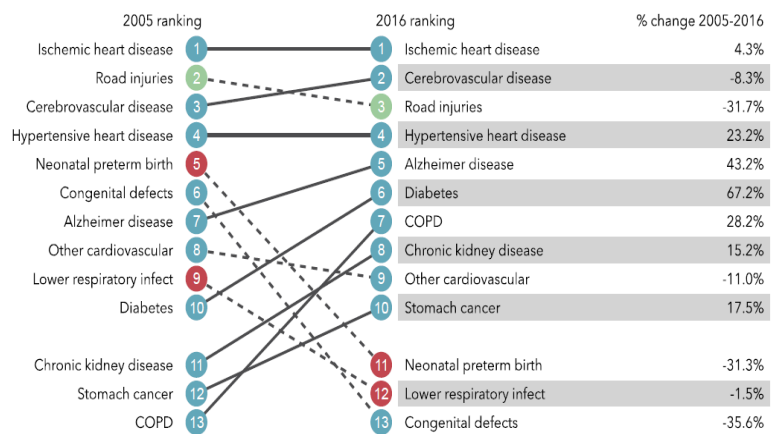 2005 ranking 2016 ranking % change 2005-2016
Ischemic heart disease 1 1 Ischemic heart disease 4.3%
Road injuries 2 2 Cerebrovascular disease -8.3%
Cerebrovascular disease 3 3 Road injuries -31.7%
Hypertensive heart disease 4 4 Hypertensive heart disease 23.2%
Neonatal preterm birth 5 5 Alzheimer disease 43.2%
Congenital defects 6 6 Diabetes 67.2%
Alzheimer disease 7 7 COPD 28.2%
Other cardiovascular 8 8 Chronic kidney disease 15.2%
Lower respiratory infect 9 9 Other cardiovascular -11.0%
Diabetes 10 10 Stomach cancer 17.5%
Chronic kidney disease 11 11 Neonatal preterm birth -31.3%
Stomach cancer 12 12 Lower respiratory infect -1.5%
COPD 13 13 Congenital defects -35.6%